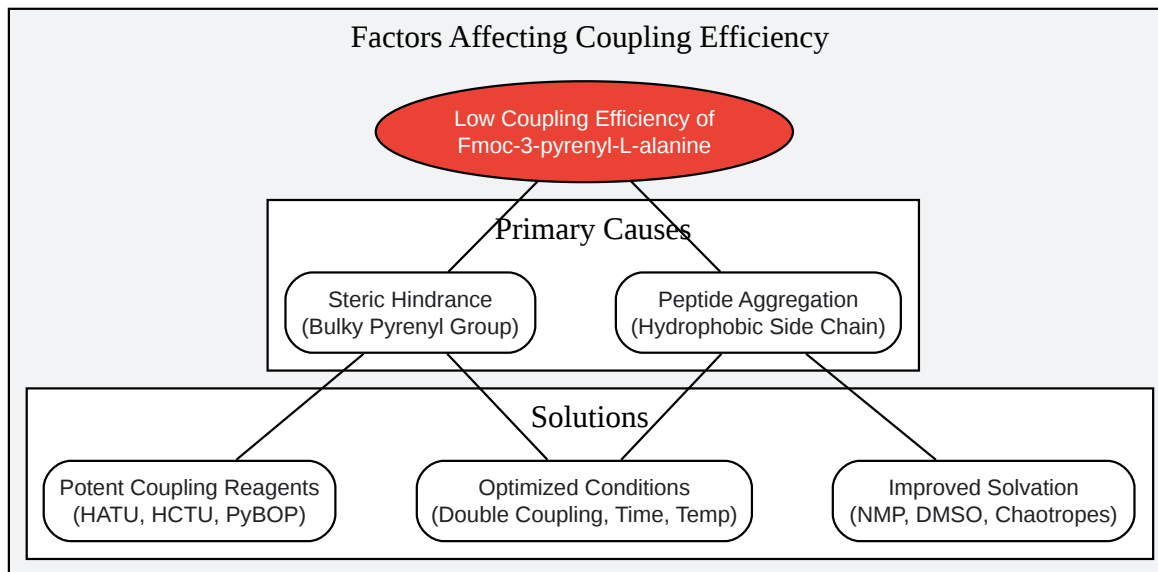 Factors Affecting Coupling Efficiency
Low Coupling Efficiency of
Fmoc-3-pyrenyl-L-alanine
Primary Causes
Steric Hindrance
(Bulky Pyrenyl Group)
Peptide Aggregation
(Hydrophobic Side Chain)
Solutions
Potent Coupling Reagents
(HATU, HCTU, PyBOP)
Optimized Conditions
(Double Coupling, Time, Temp)
Improved Solvation
(NMP, DMSO, Chaotropes)